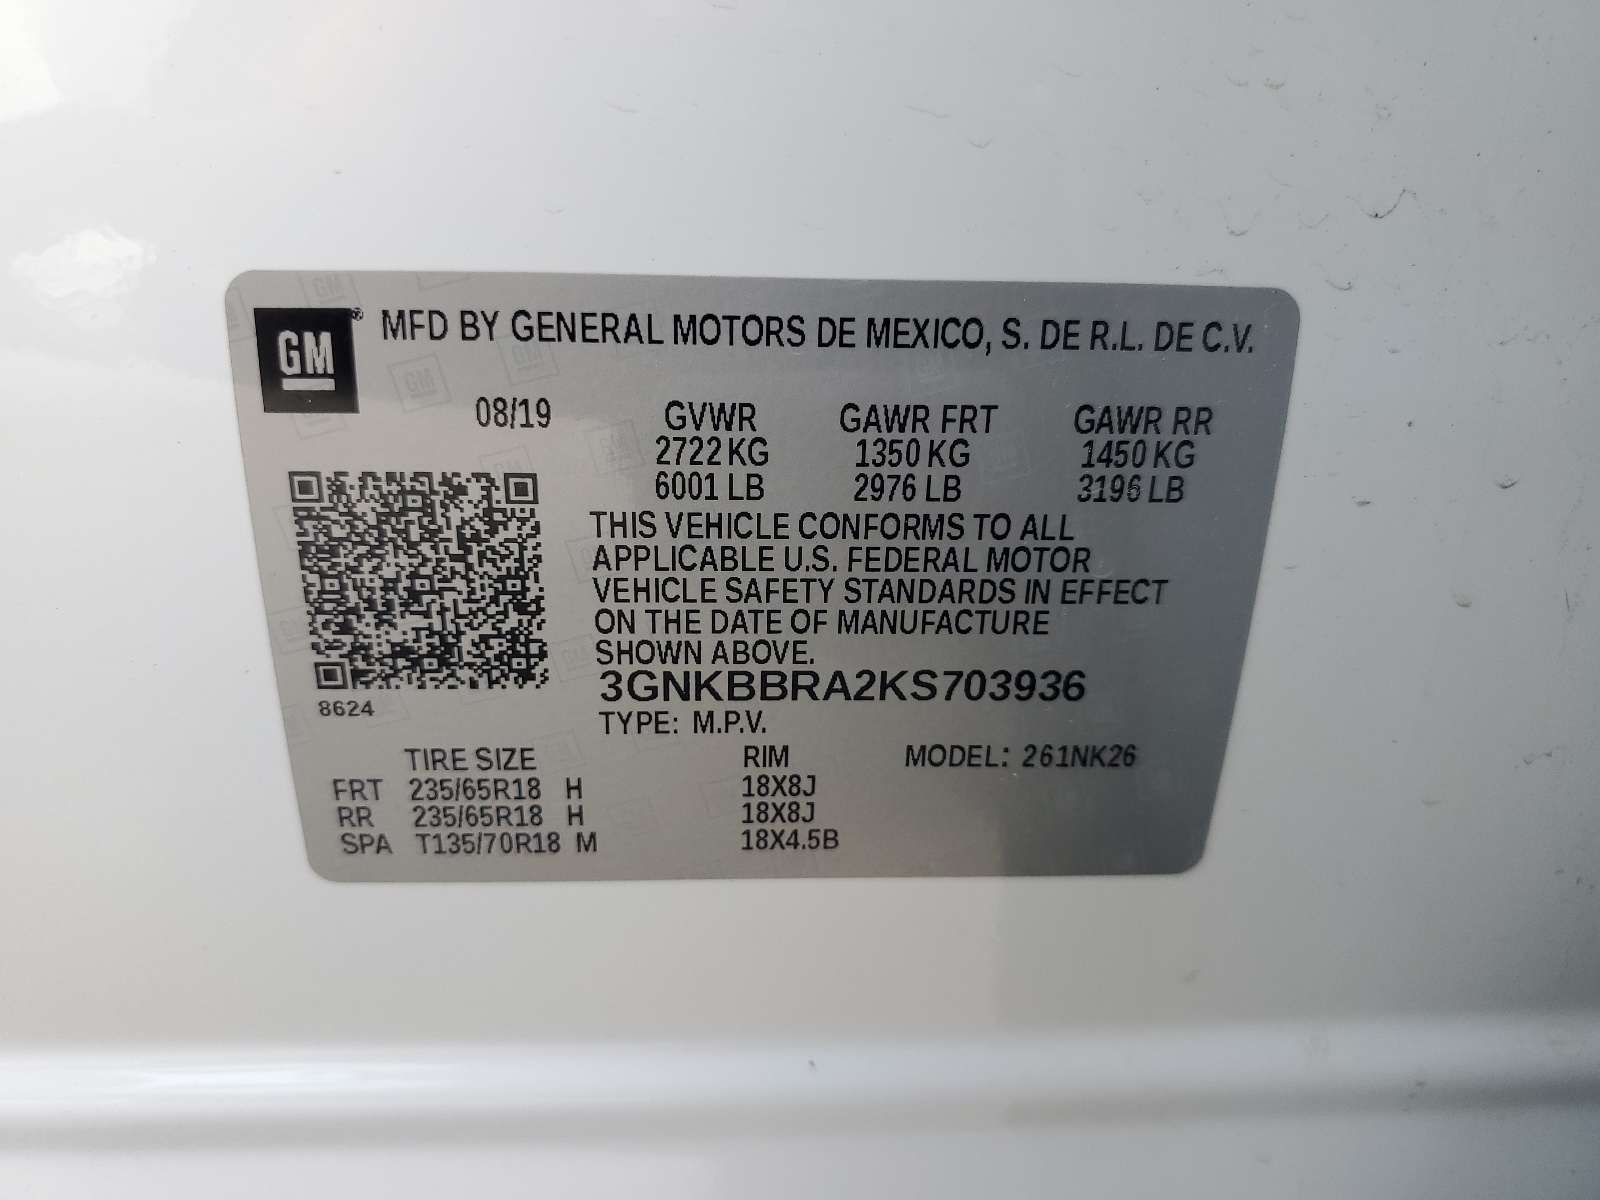 GM ® MFD BY GENERAL MOTORS DE MEXICO, S. DE R.L. DE C.V.
08/19 GVWR GAWR FRT GAWR RR
2722 KG 1350 KG 1450 KG
6001 LB 2976 LB 3196 LB
THIS VEHICLE CONFORMS TO ALL
APPLICABLE U.S. FEDERAL MOTOR
VEHICLE SAFETY STANDARDS IN EFFECT
ON THE DATE OF MANUFACTURE
SHOWN ABOVE.
3GNKBBRA2KS703936
8624
TYPE: M.P.V.
TIRE SIZE RIM MODEL: 261NK26
FRT 235/65R18 H 18X8J
RR 235/65R18 H 18X8J
SPA T135/70R18 M 18X4.5B